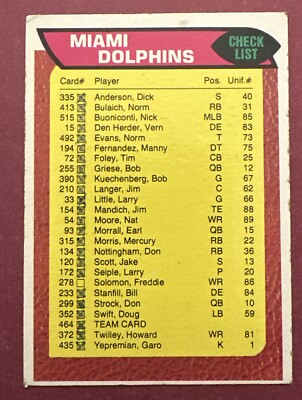 MIAMI
DOLPHINS
CHECK
LIST
Card# Player Pos. Unif.#
335 Anderson, Dick S 40
413 Bulaich, Norm RB 31
515 Buoniconti, Nick MLB 85
15 Den Herder, Vern DE 83
492 Evans, Norm T 73
194 Fernandez, Manny DT 75
72 Foley, Tim CB 25
255 Griese, Bob QB 12
390 Kuechenberg, Bob G 67
210 Langer, Jim C 62
33 Little, Larry G 66
154 Mandich, Jim TE 88
54 Moore, Nat WR 89
93 Morrall, Earl QB 15
315 Morris, Mercury RB 22
134 Nottingham, Don RB 36
120 Scott, Jake S 13
172 Seiple, Larry P 20
278 Solomon, Freddie WR 86
233 Stanfill, Bill DE 84
299 Strock, Don QB 10
352 Swift, Doug LB 59
464 TEAM CARD
372 Twilley, Howard WR 81
435 Yepremian, Garo K 1